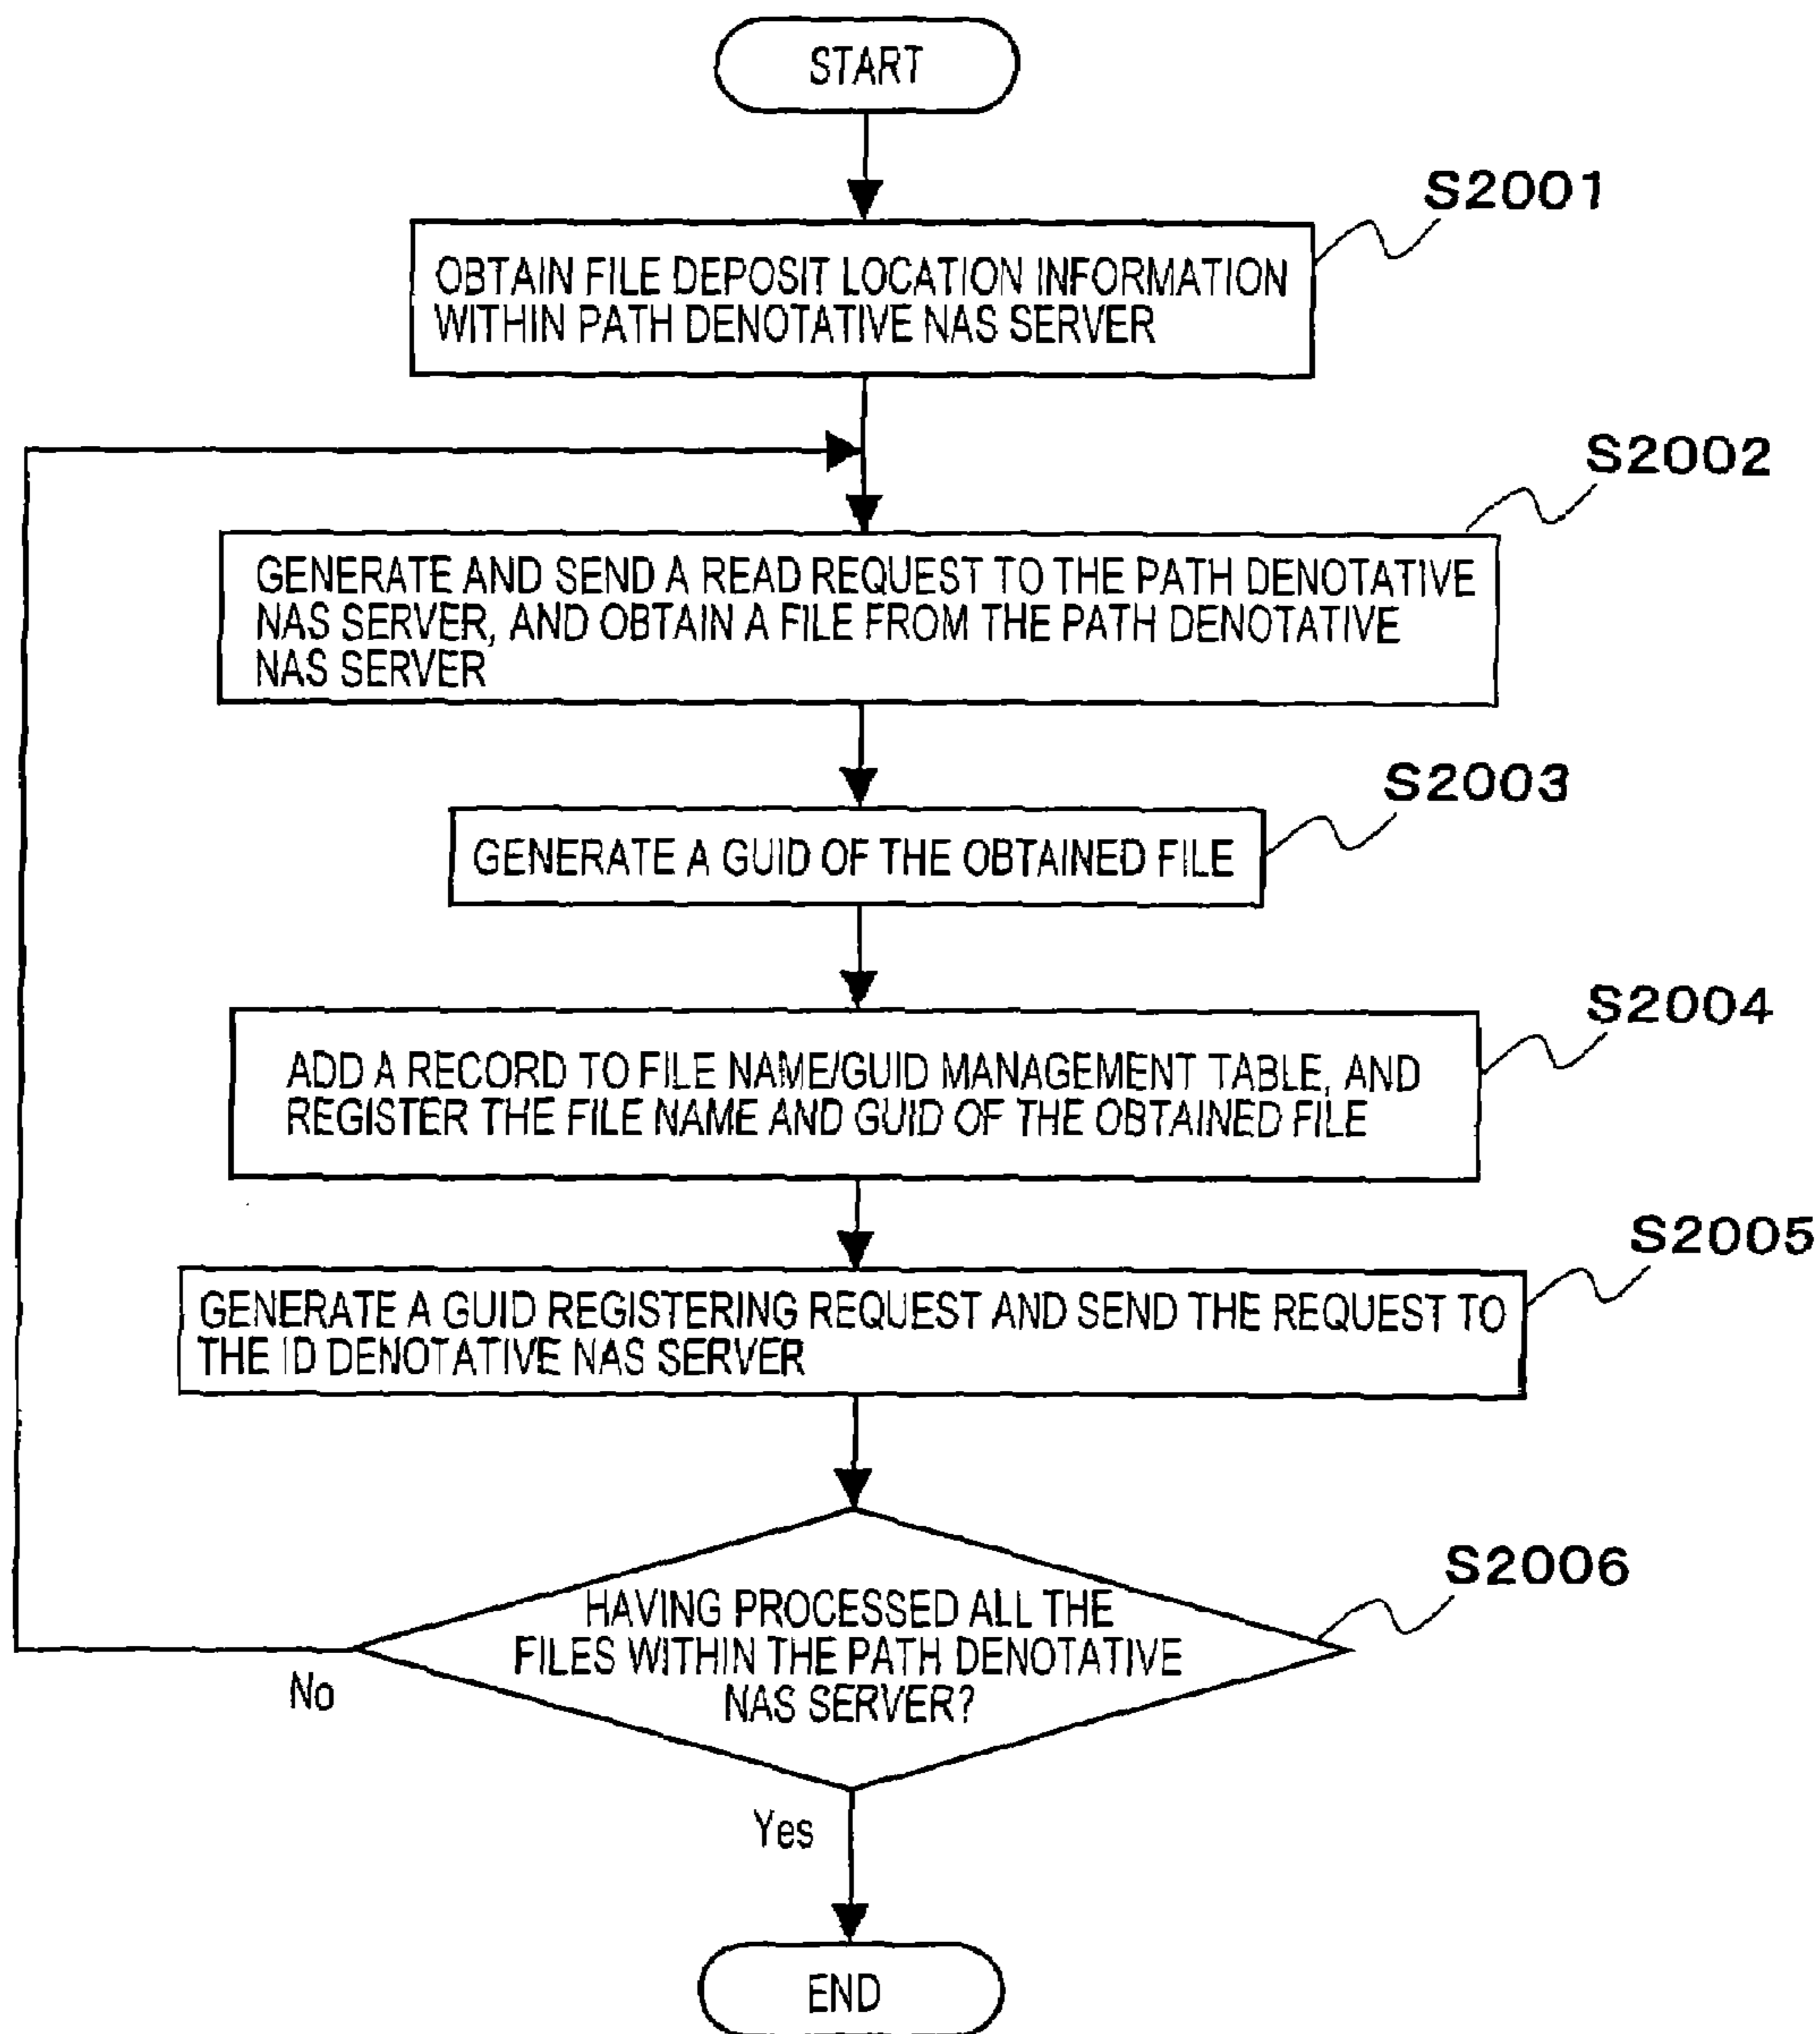 START
S2001
OBTAIN FILE DEPOSIT LOCATION INFORMATION
WITHIN PATH DENOTATIVE NAS SERVER
S2002
GENERATE AND SEND A READ REQUEST TO THE PATH DENOTATIVE
NAS SERVER, AND OBTAIN A FILE FROM THE PATH DENOTATIVE
NAS SERVER
S2003
GENERATE A GUID OF THE OBTAINED FILE
S2004
ADD A RECORD TO FILE NAME/GUID MANAGEMENT TABLE, AND
REGISTER THE FILE NAME AND GUID OF THE OBTAINED FILE
S2005
GENERATE A GUID REGISTERING REQUEST AND SEND THE REQUEST TO
THE ID DENOTATIVE NAS SERVER
S2006
HAVING PROCESSED ALL THE
FILES WITHIN THE PATH DENOTATIVE
NAS SERVER?
No
Yes
END